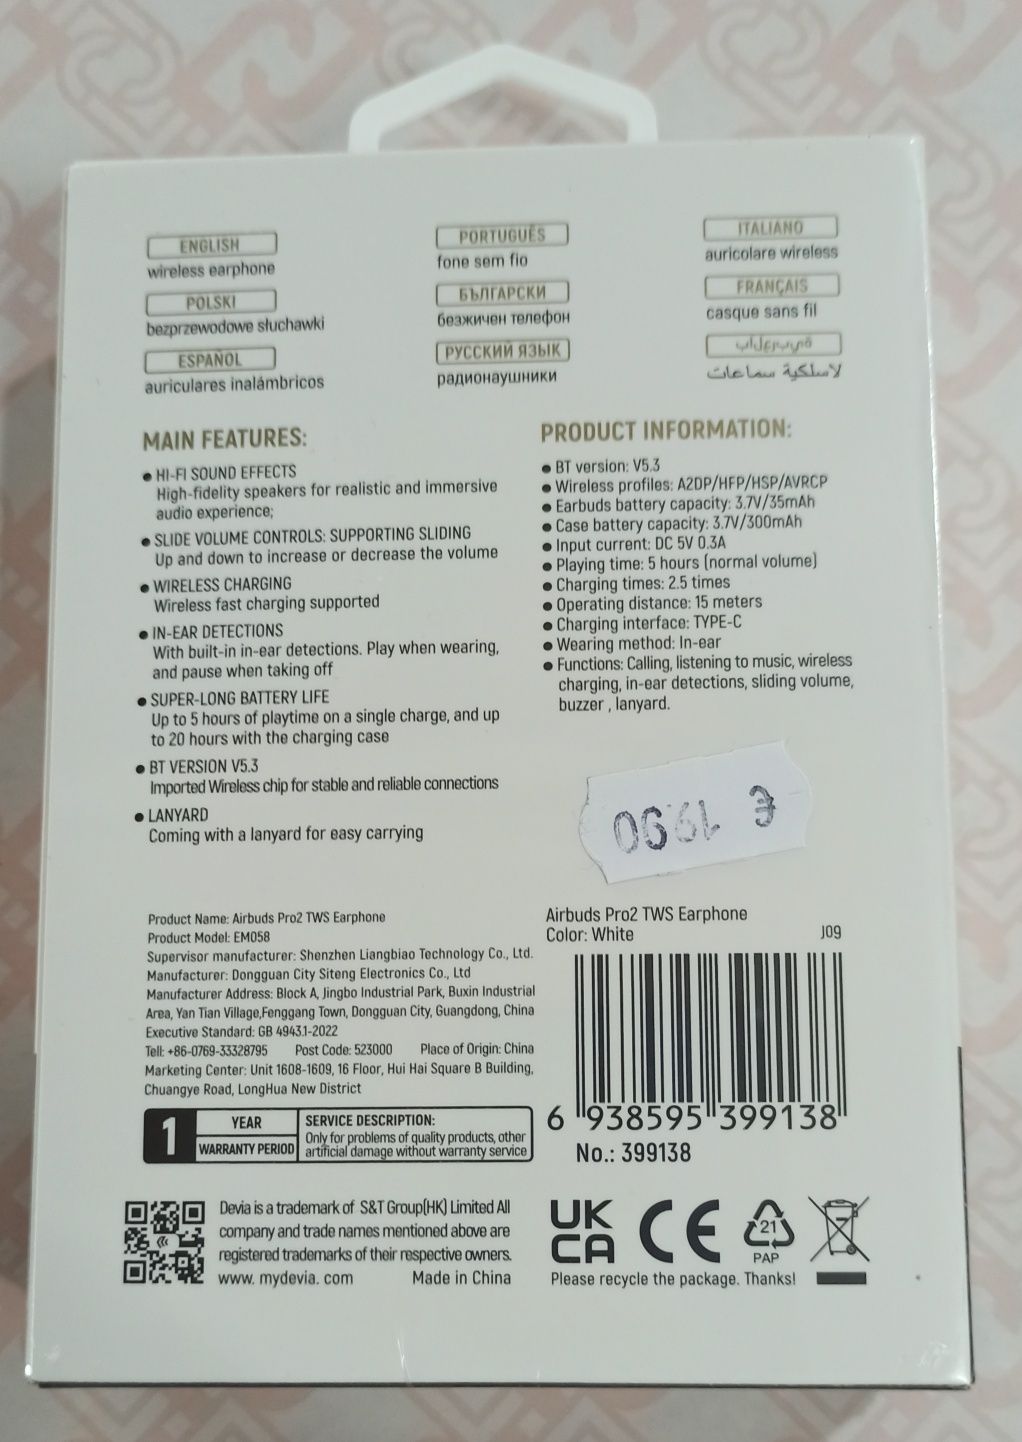 ENGLISH
wireless earphone
POLSKI
bezprzewodowe słuchawki
ESPAÑOL
auriculares inalámbricos
PORTUGUÊS
fone sem fio
БЪЛГАРСКИ
безжичен телефон
РУССКИЙ ЯЗЫК
радионаушники
ITALIANO
auricolare wireless
FRANÇAIS
casque sans fil
لاسلكية سماعات
MAIN FEATURES:
● HI-FI SOUND EFFECTS
High-fidelity speakers for realistic and immersive
audio experience;
● SLIDE VOLUME CONTROLS: SUPPORTING SLIDING
Up and down to increase or decrease the volume
● WIRELESS CHARGING
Wireless fast charging supported
● IN-EAR DETECTIONS
With built-in in-ear detections. Play when wearing,
and pause when taking off
● SUPER-LONG BATTERY LIFE
Up to 5 hours of playtime on a single charge, and up
to 20 hours with the charging case
● BT VERSION V5.3
Imported Wireless chip for stable and reliable connections
● LANYARD
Coming with a lanyard for easy carrying
PRODUCT INFORMATION:
● BT version: V5.3
● Wireless profiles: A2DP/HFP/HSP/AVRCP
● Earbuds battery capacity: 3.7V/35mAh
● Case battery capacity: 3.7V/300mAh
● Input current: DC 5V 0.3A
● Playing time: 5 hours (normal volume)
● Charging times: 2.5 times
● Operating distance: 15 meters
● Charging interface: TYPE-C
● Wearing method: In-ear
● Functions: Calling, listening to music, wireless
charging, in-ear detections, sliding volume,
buzzer , lanyard.
€ 19.90
Product Name: Airbuds Pro2 TWS Earphone
Product Model: EM058
Supervisor manufacturer: Shenzhen Liangbiao Technology Co., Ltd.
Manufacturer: Dongguan City Siteng Electronics Co., Ltd
Manufacturer Address: Block A, Jingbo Industrial Park, Buxin Industrial
Area, Yan Tian Village,Fenggang Town, Dongguan City, Guangdong, China
Executive Standard: GB 4943.1-2022
Tell: +86-0769-33328795 Post Code: 523000 Place of Origin: China
Marketing Center: Unit 1608-1609, 16 Floor, Hui Hai Square B Building,
Chuangye Road, LongHua New District
1 YEAR
WARRANTY PERIOD
SERVICE DESCRIPTION:
Only for problems of quality products, other
artificial damage without warranty service
Airbuds Pro2 TWS Earphone
Color: White J09
6 938595 399138
No.: 399138
Devia is a trademark of S&T Group(HK) Limited All
company and trade names mentioned above are
registered trademarks of their respective owners.
www. mydevia. com Made in China
UK
CA
CE
21
PAP
Please recycle the package. Thanks!